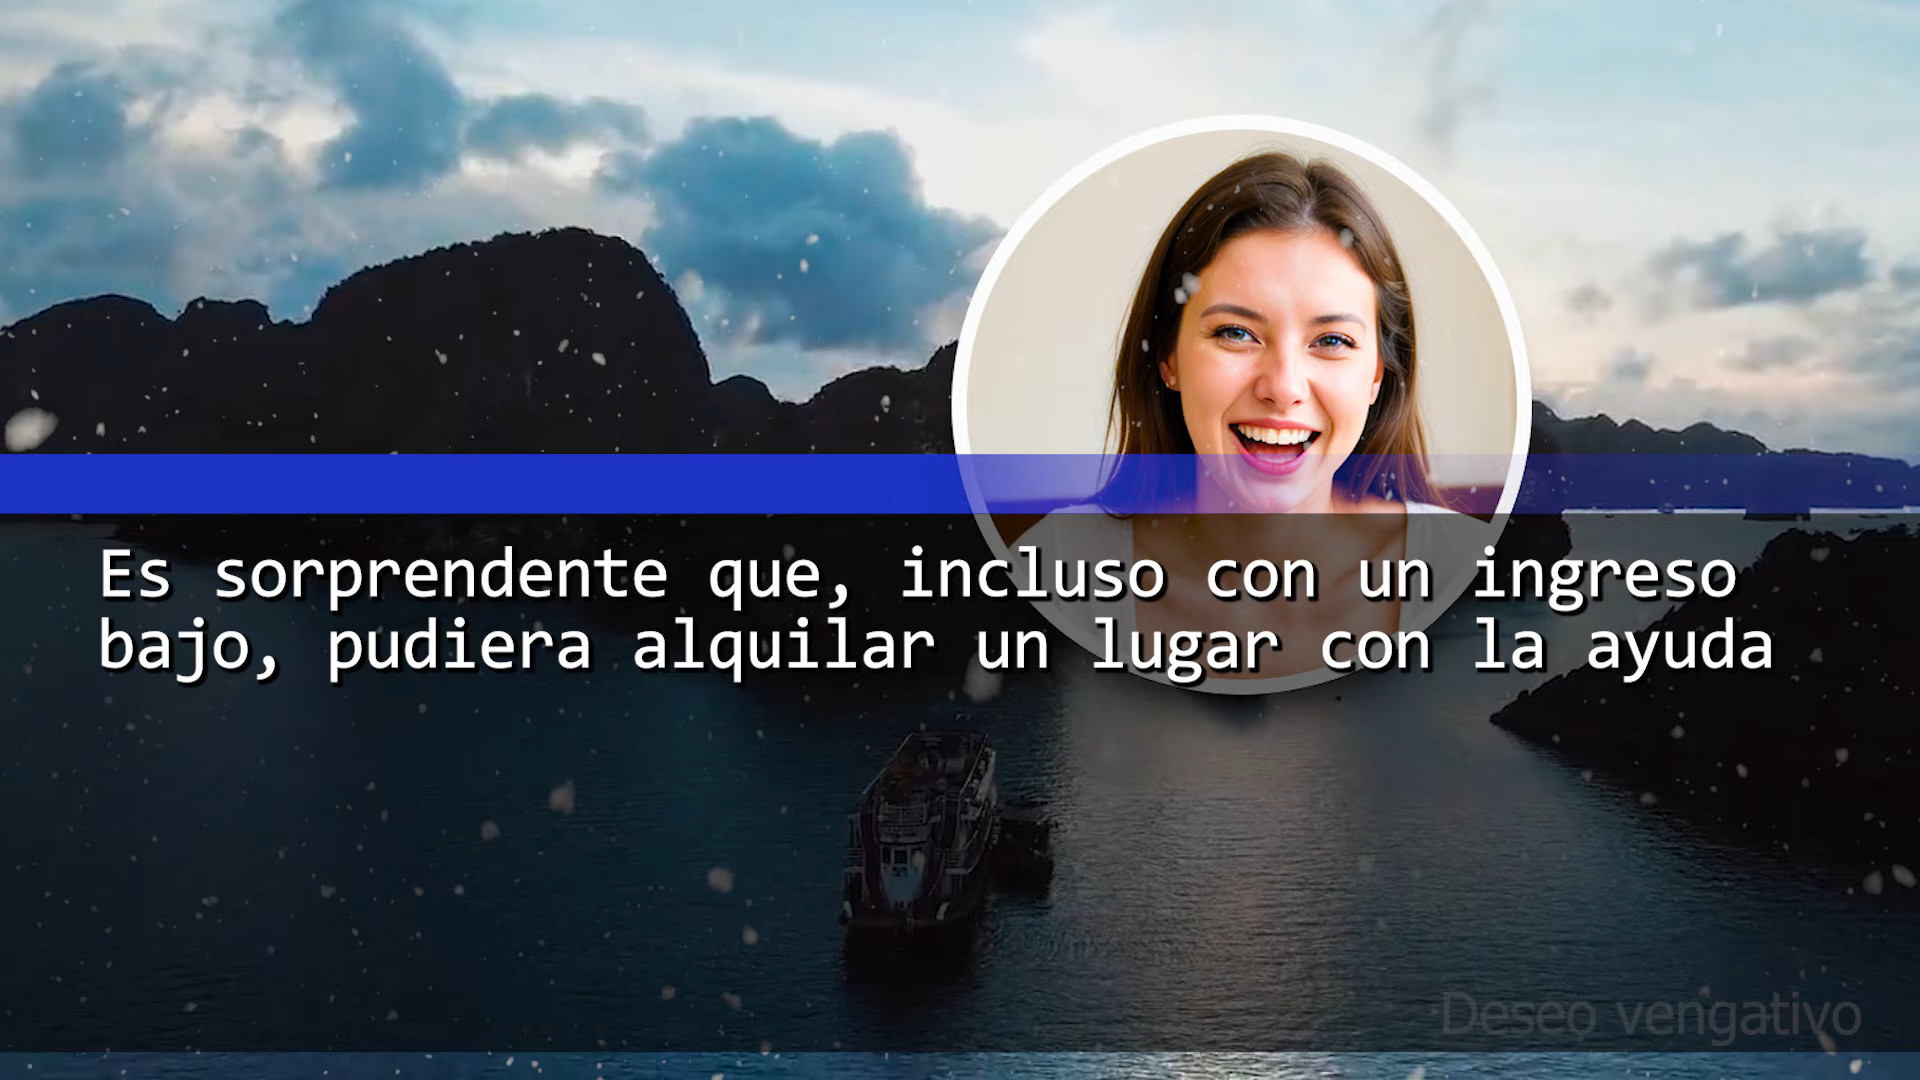 Es sorprendente que, incluso con un ingreso
bajo, pudiera alquilar un lugar con la ayuda
Deseo vengativo